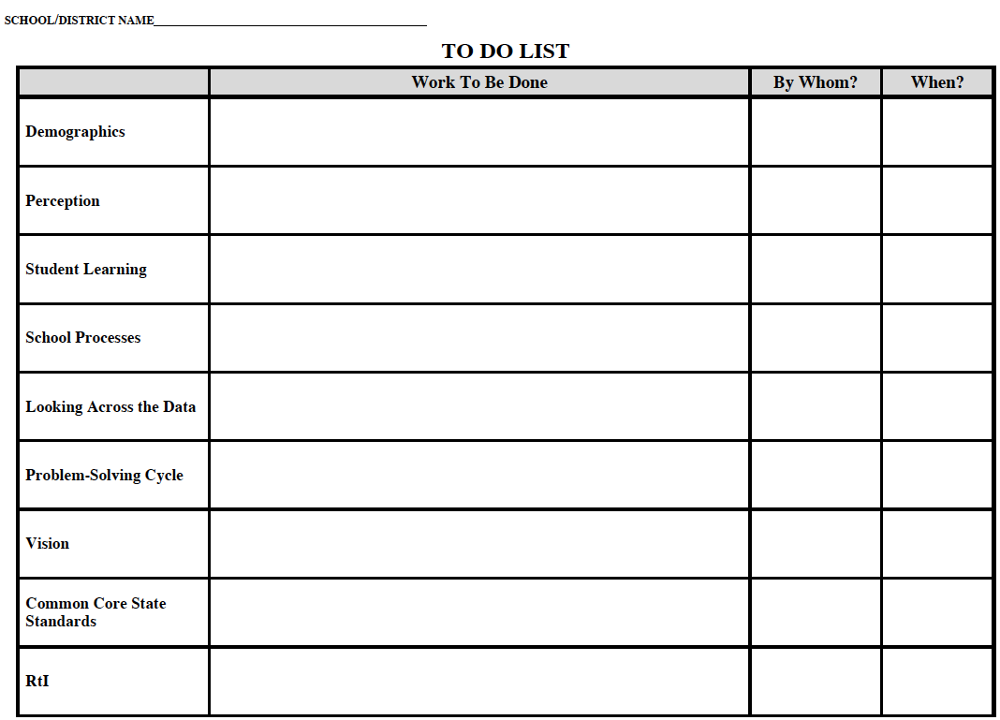 SCHOOL/DISTRICT NAME
TO DO LIST
Work To Be Done By Whom? When?
Demographics
Perception
Student Learning
School Processes
Looking Across the Data
Problem-Solving Cycle
Vision
Common Core State
Standards
RtI